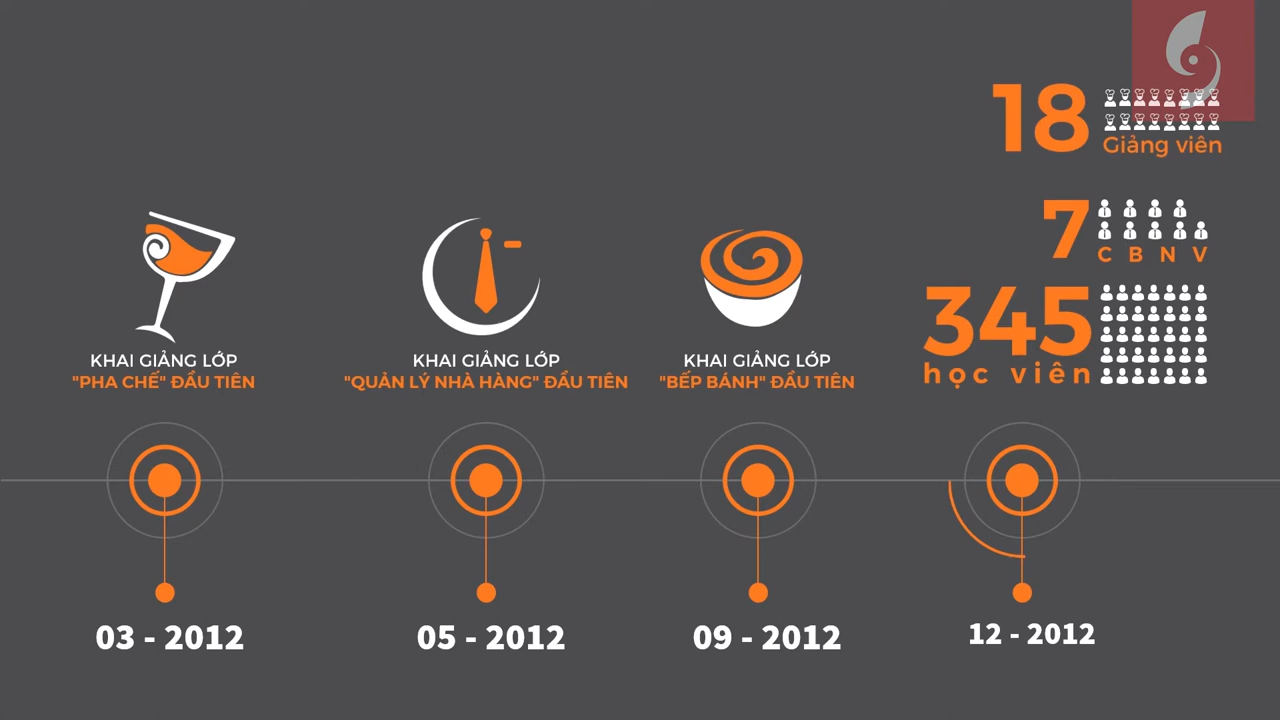 18
Giảng viên
7
C B N V
345
học viên
KHAI GIẢNG LỚP
"PHA CHẾ" ĐẦU TIÊN
KHAI GIẢNG LỚP
"QUẢN LÝ NHÀ HÀNG" ĐẦU TIÊN
KHAI GIẢNG LỚP
"BẾP BÁNH" ĐẦU TIÊN
03 - 2012
05 - 2012
09 - 2012
12 - 2012